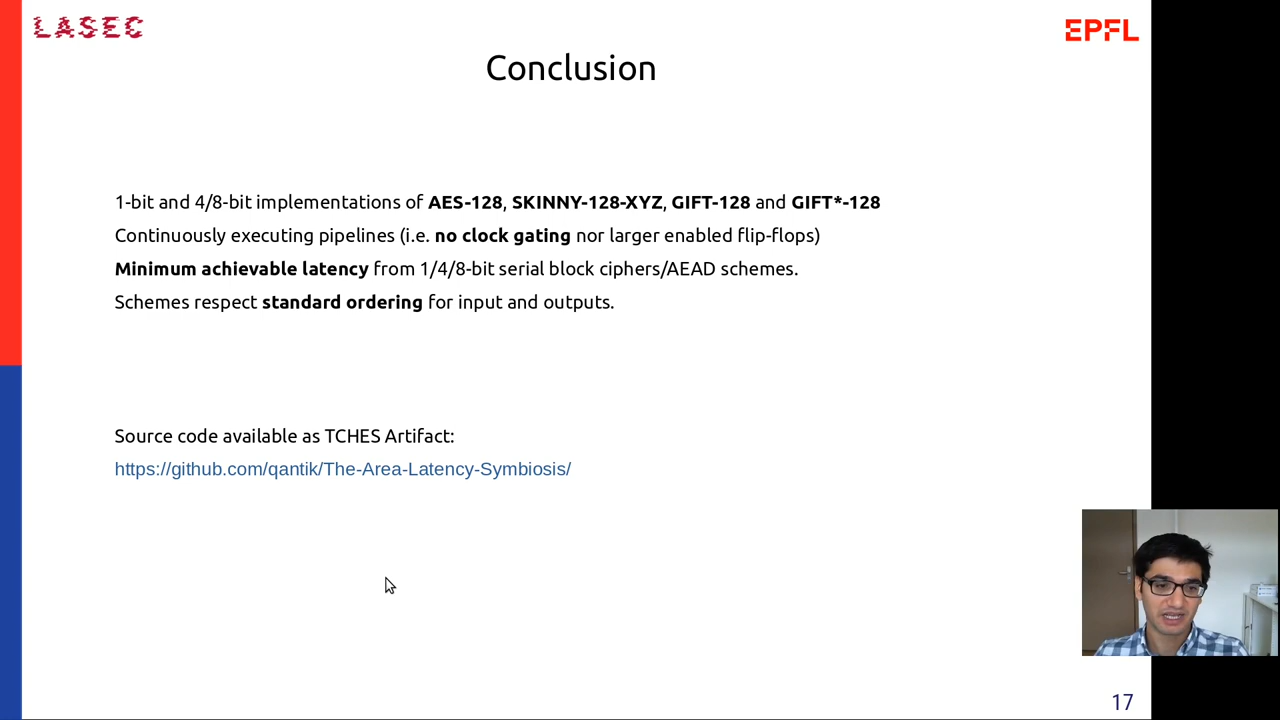 LASEC
EPFL
Conclusion
1-bit and 4/8-bit implementations of AES-128, SKINNY-128-XYZ, GIFT-128 and GIFT*-128
Continuously executing pipelines (i.e. no clock gating nor larger enabled flip-flops)
Minimum achievable latency from 1/4/8-bit serial block ciphers/AEAD schemes.
Schemes respect standard ordering for input and outputs.
Source code available as TCHES Artifact:
https://github.com/qantik/The-Area-Latency-Symbiosis/
17